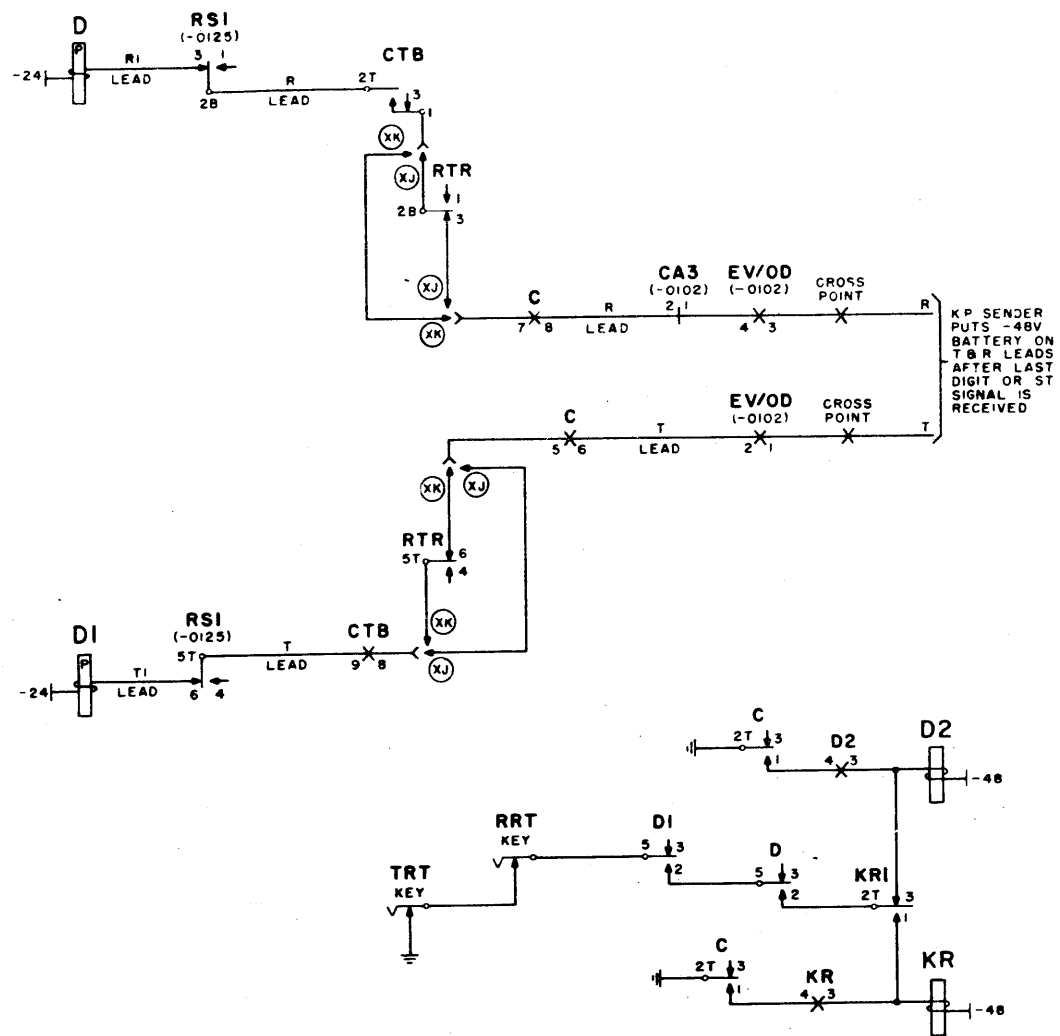 D
RS1
(-0125)
3 1
-24
R1
LEAD
2B
R
LEAD
2T
CTB
3
1
XK
XJ
RTR
1
2B
3
XJ
XK
C
7 8
R
LEAD
CA3
(-0102)
2 1
EV/OD
(-0102)
4 3
CROSS
POINT
R
KP SENDER
PUTS -48V
BATTERY ON
T&R LEADS
AFTER LAST
DIGIT OR ST
SIGNAL IS
RECEIVED
C
5 6
T
LEAD
EV/OD
(-0102)
2 1
CROSS
POINT
T
XK
XJ
RTR
5T
6
4
XK
XJ
D1
RS1
(-0125)
5T
-24
T1
LEAD
6 4
T
LEAD
CTB
9 8
C
2T 3
1
D2
4 3
D2
-48
RRT
KEY
D1
5 3
2
D
5 3
2
TRT
KEY
KR1
2T 3
1
C
2T 3
1
KR
4 3
KR
-48